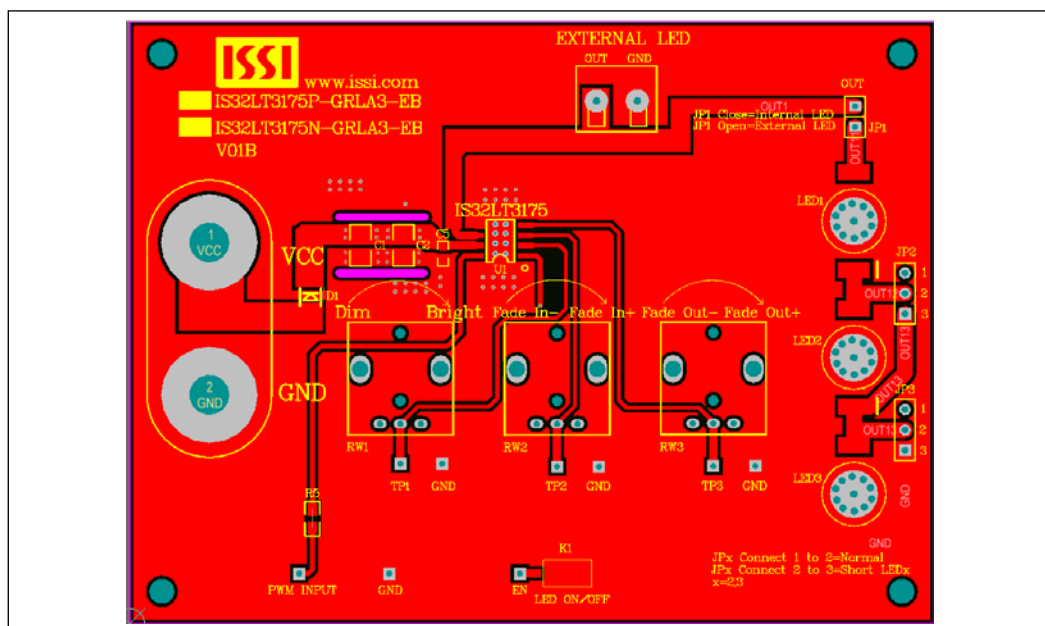 EXTERNAL LED
OUT GND
ISSI
www.issi.com
IS32LT3175P-GRLA3-EB
IS32LT3175N-GRLA3-EB
V01B
OUT
OUT1
JP1 Close=Internal LED
JP1 Open=External LED
JP1
OUT11
LED1
IS32LT3175
1
VCC
VCC
C1
C2
U1
D1
JP2
1
OUT13 2
3
OUT13
Dim Bright
Fade In- Fade In+
Fade Out- Fade Out+
LED2
2
GND
GND
OUT13
JP3
1
OUT13 2
3
RW1
RW2
RW3
TP1 GND
TP2 GND
TP3 GND
LED3
GND
R5
GND
K1
JPx Connect 1 to 2=Normal
JPx Connect 2 to 3=Short LEDx
x=2,3
PWM INPUT
GND
EN
LED ON/OFF